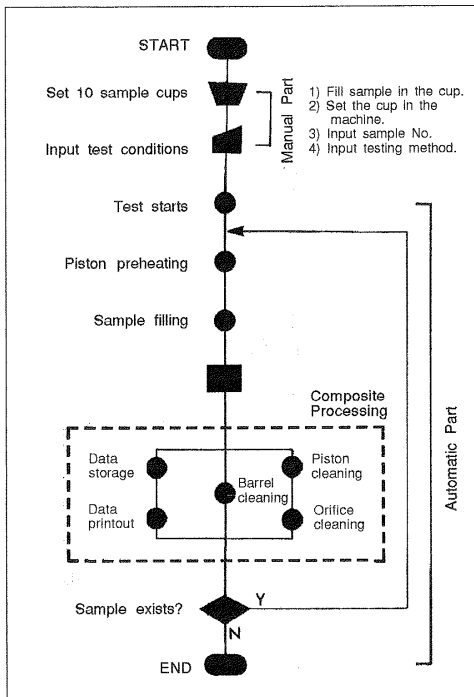 START
Set 10 sample cups
Input test conditions
Manual Part
1) Fill sample in the cup.
2) Set the cup in the
machine.
3) Input sample No.
4) Input testing method.
Test starts
Piston preheating
Sample filling
Composite
Processing
Data
storage
Piston
cleaning
Barrel
cleaning
Data
printout
Orifice
cleaning
Automatic Part
Sample exists?
Y
N
END